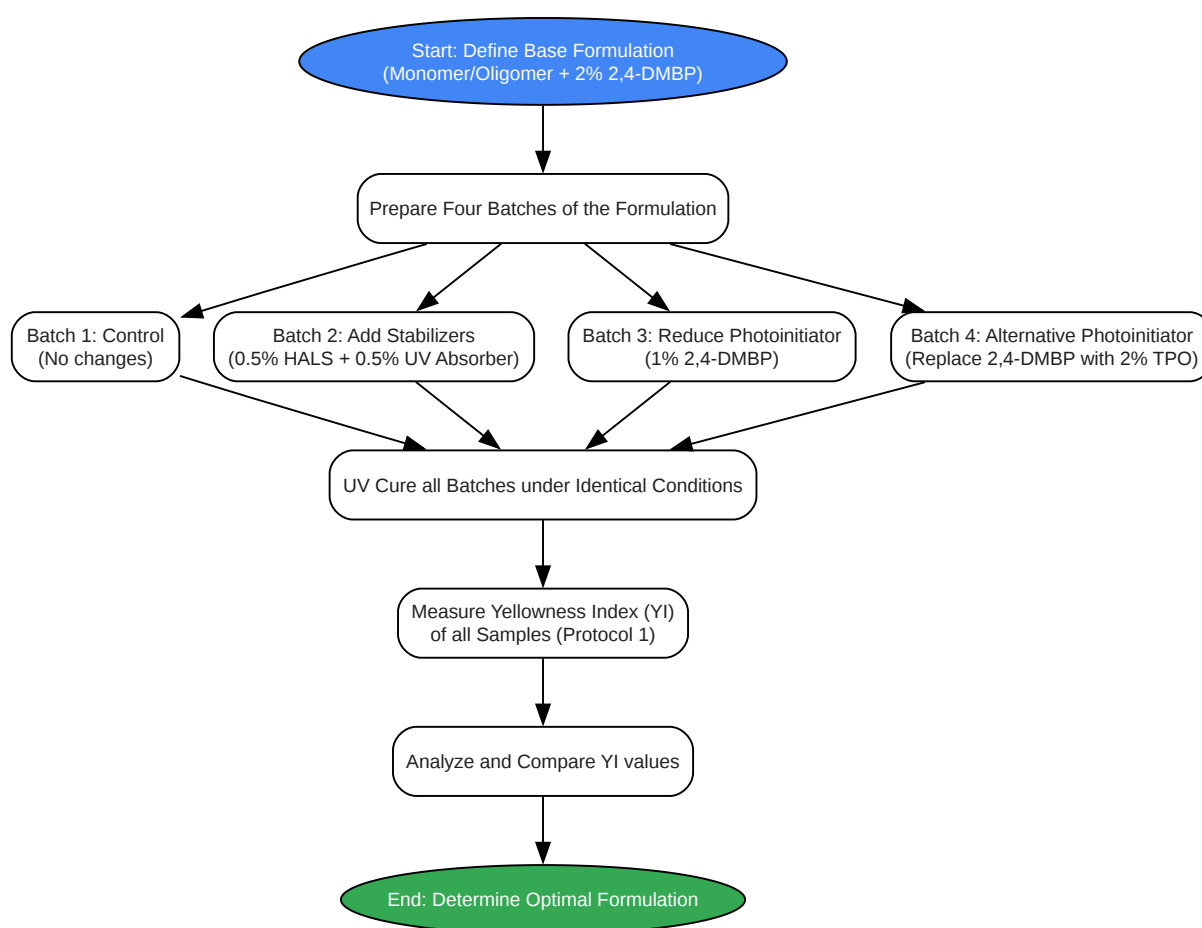 Start: Define Base Formulation
(Monomer/Oligomer + 2% 2,4-DMBP)
Prepare Four Batches of the Formulation
Batch 1: Control
(No changes)
Batch 2: Add Stabilizers
(0.5% HALS + 0.5% UV Absorber)
Batch 3: Reduce Photoinitiator
(1% 2,4-DMBP)
Batch 4: Alternative Photoinitiator
(Replace 2,4-DMBP with 2% TPO)
UV Cure all Batches under Identical Conditions
Measure Yellowness Index (YI)
of all Samples (Protocol 1)
Analyze and Compare YI values
End: Determine Optimal Formulation